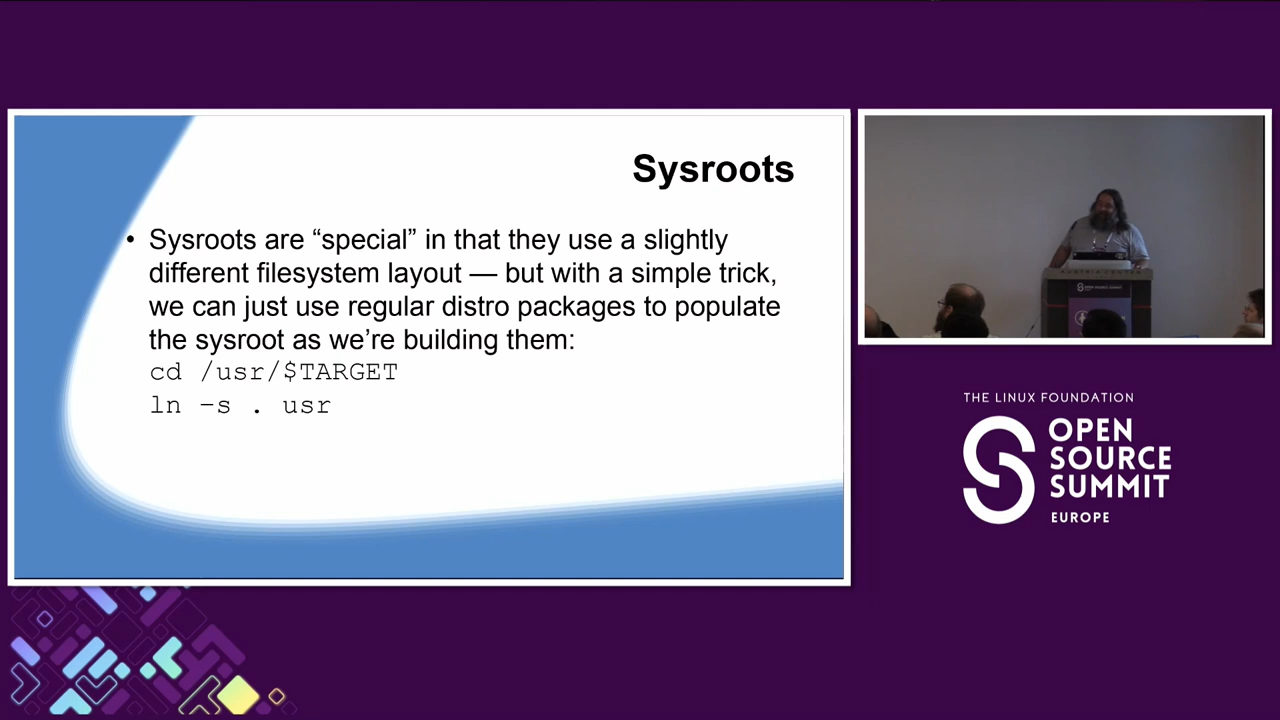 Sysroots
• Sysroots are “special” in that they use a slightly
different filesystem layout — but with a simple trick,
we can just use regular distro packages to populate
the sysroot as we’re building them:
cd /usr/$TARGET
ln -s . usr
THE LINUX FOUNDATION
OPEN
SOURCE
SUMMIT
EUROPE